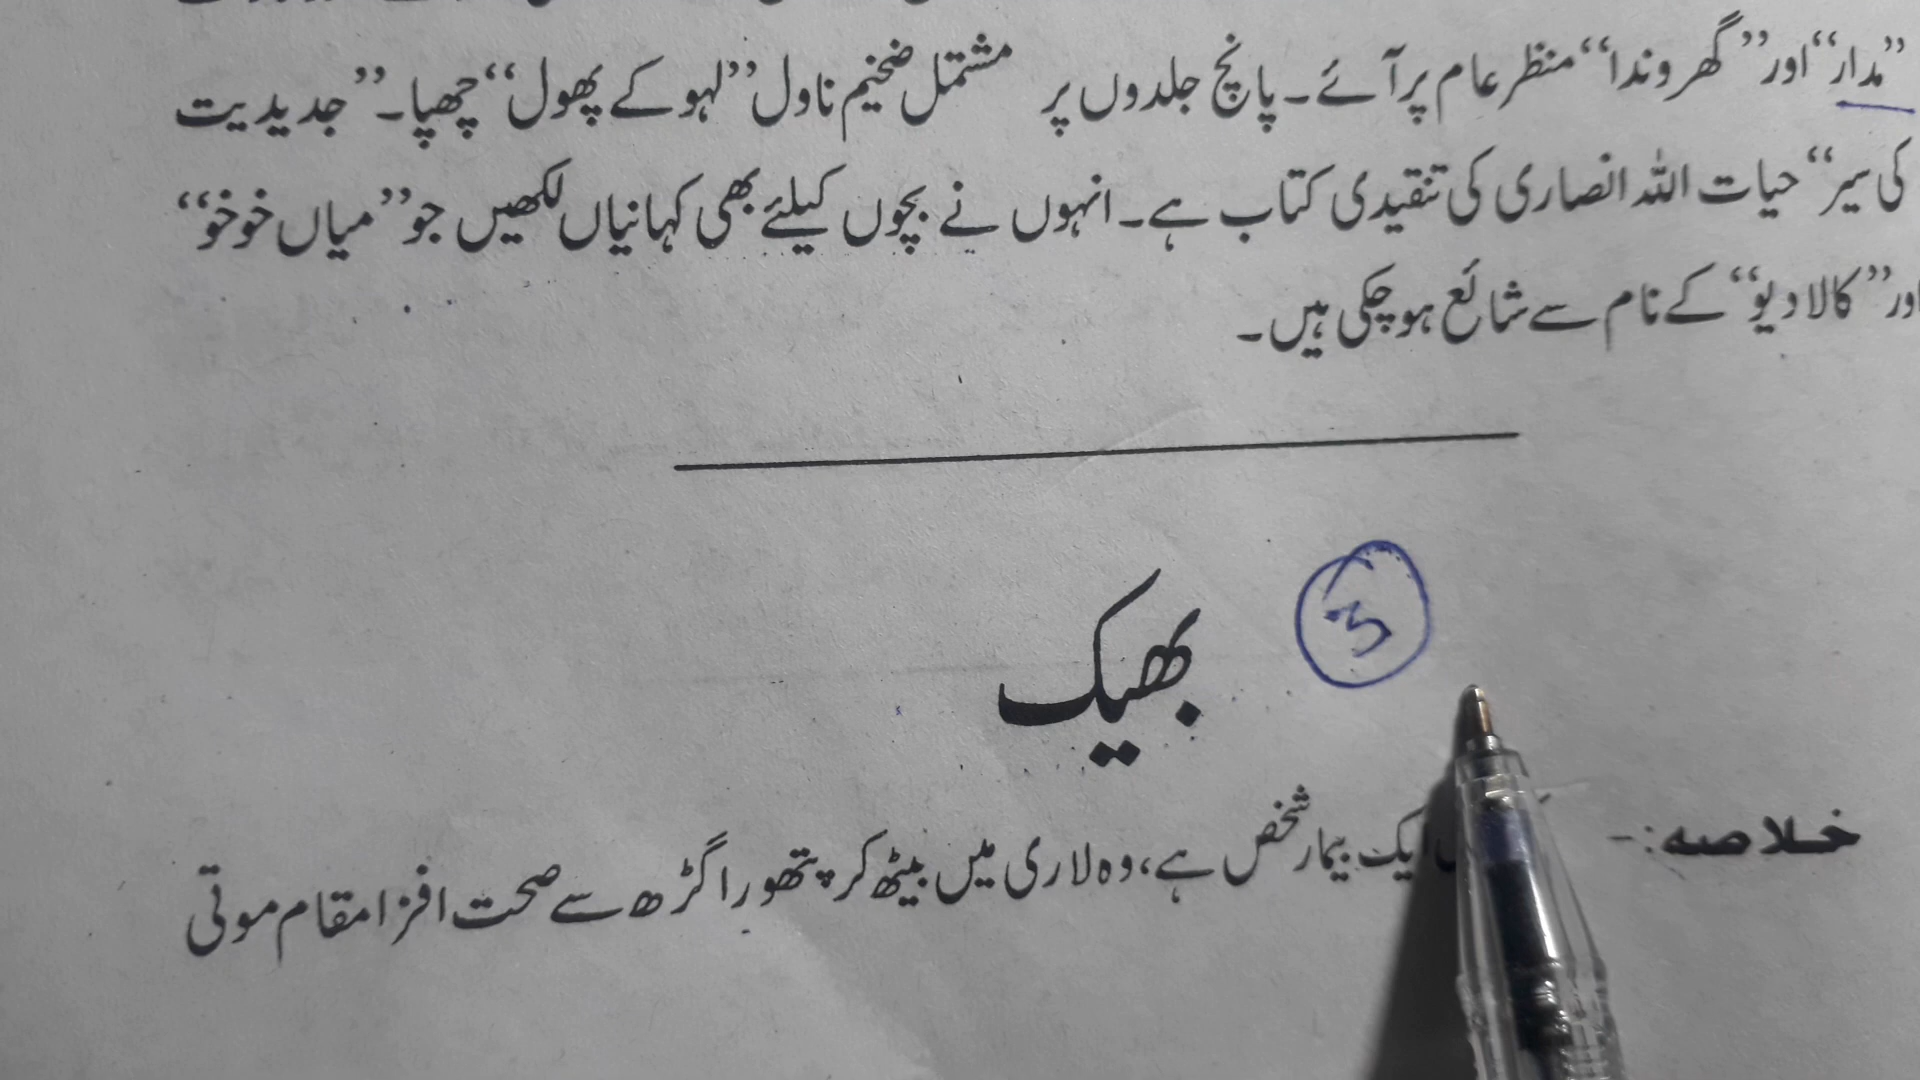 ”مدار“ اور ”گھروندا“ منظر عام پر آئے۔ پانچ جلدوں پر مشتمل ضخیم ناول ”لہو کے پھول“ چھپا۔ ”جدیدیت
کی سیر“ حیات اللہ انصاری کی تنقیدی کتاب ہے۔ انہوں نے بچوں کیلئے بھی کہانیاں لکھیں جو ”میاں خوخو“
اور ”کالا دیو“ کے نام سے شائع ہو چکی ہیں۔
بھیک
خلاصہ:- ایک بیمار شخص ہے، وہ لاری میں بیٹھ کر پتھورا گڑھ سے صحت افزا مقام موتی